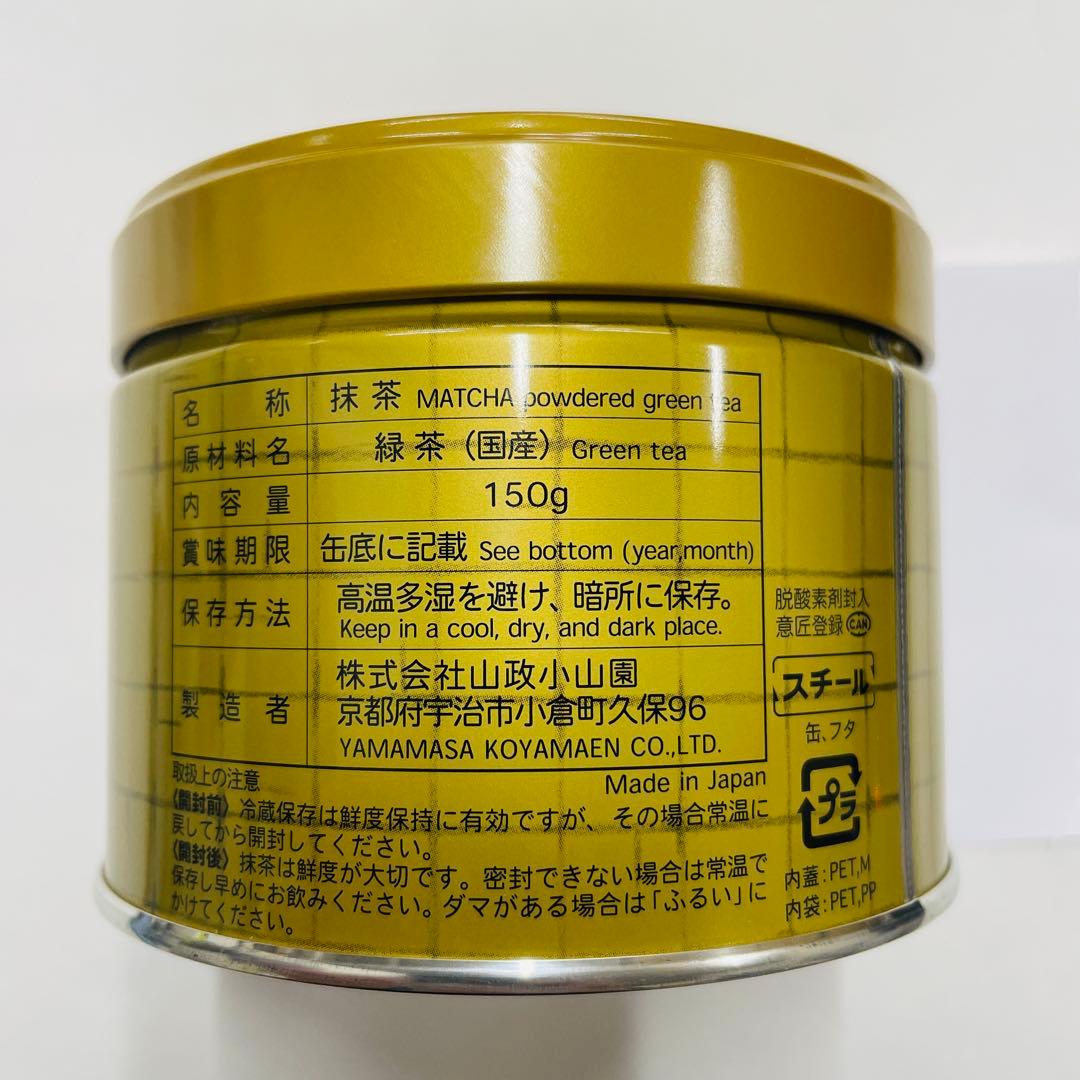 名称 抹茶 MATCHA powdered green tea
原材料名 緑茶（国産）Green tea
内容量 150g
賞味期限 缶底に記載 See bottom (year,month)
保存方法 高温多湿を避け、暗所に保存。
Keep in a cool, dry, and dark place.
製造者 株式会社山政小山園
京都府宇治市小倉町久保96
YAMAMASA KOYAMAEN CO.,LTD.
Made in Japan
取扱上の注意
〈開封前〉冷蔵保存は鮮度保持に有効ですが、その場合常温に
戻してから開封してください。
〈開封後〉抹茶は鮮度が大切です。密封できない場合は常温で
保存し早めにお飲みください。ダマがある場合は「ふるい」に
かけてください。
脱酸素剤封入
意匠登録 CAN
スチール
缶、フタ
プラ
内蓋：PET,M
内袋：PET,PP